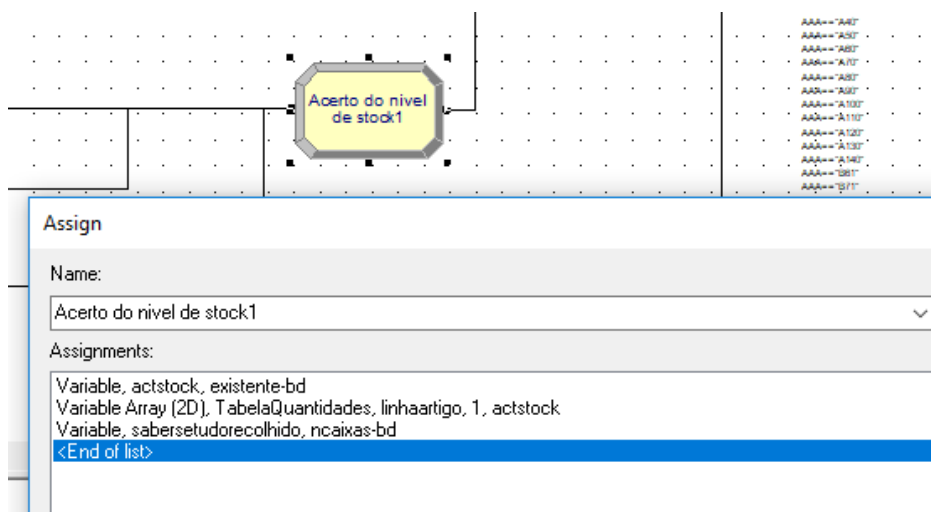 AAA=="A40"
AAA=="A50"
AAA=="A60"
AAA=="A70"
AAA=="A80"
AAA=="A90"
AAA=="A100"
AAA=="A110"
AAA=="A120"
AAA=="A130"
AAA=="A140"
AAA=="B61"
AAA=="B71"
Acerto do nivel
de stock1
Assign
Name:
Acerto do nivel de stock1
Assignments:
Variable, actstock, existente-bd
Variable Array (2D), TabelaQuantidades, linhaartigo, 1, actstock
Variable, sabersetudorecolhido, ncaixas-bd
<End of list>